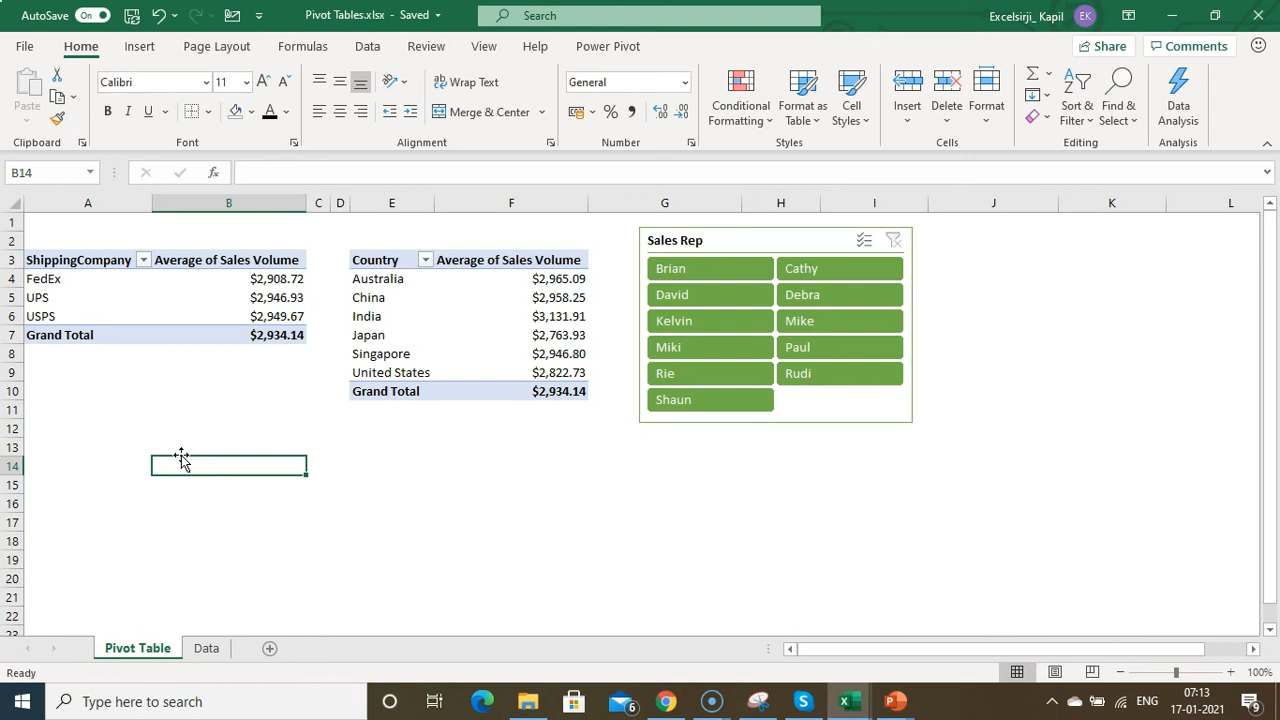 AutoSave On Pivot Tables.xlsx - Saved Search Excelsirji_ Kapil EK
File Home Insert Page Layout Formulas Data Review View Help Power Pivot Share Comments
Paste Calibri 11 Wrap Text General Conditional Formatting Format as Table Cell Styles Insert Delete Format Sort & Filter Find & Select Data Analysis
B I U Merge & Center % ,
Clipboard Font Alignment Number Styles Cells Editing Analysis
B14 fx
A B C D E F G H I J K L
1
2 Sales Rep
3 ShippingCompany Average of Sales Volume Country Average of Sales Volume
4 FedEx $2,908.72 Australia $2,965.09 Brian Cathy
5 UPS $2,946.93 China $2,958.25 David Debra
6 USPS $2,949.67 India $3,131.91 Kelvin Mike
7 Grand Total $2,934.14 Japan $2,763.93
8 Singapore $2,946.80 Miki Paul
9 United States $2,822.73 Rie Rudi
10 Grand Total $2,934.14 Shaun
11
12
13
14
15
16
17
18
19
20
21
22
23
Pivot Table Data
Ready 100%
Type here to search 6 ENG 07:13
17-01-2021 9